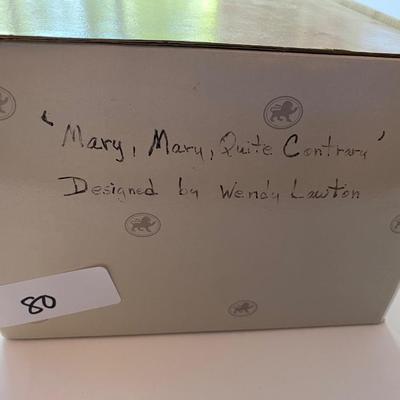 'Mary, Mary, Quite Contrary'
Designed by Wendy Lawton
80